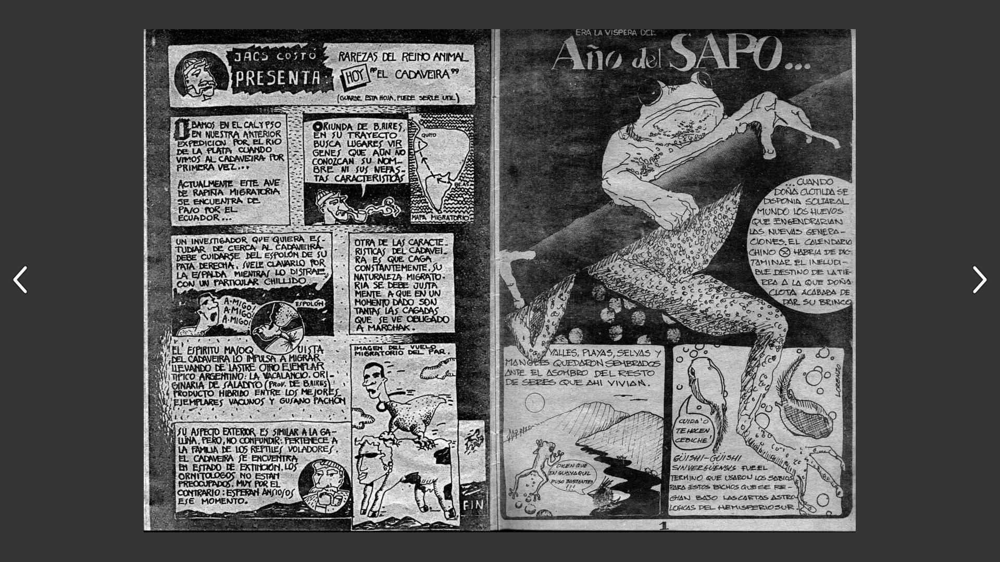 JACS COSTÓ
PRESENTA:
RAREZAS DEL REINO ANIMAL
HOY "EL CADAVEIRA"
(GUARDE ESTA HOJA, PUEDE SERLE UTIL)
IBAMOS EN EL CALYPSO
EN NUESTRA ANTERIOR
EXPEDICION POR EL RIO
DE LA PLATA CUANDO
VIMOS AL CADAVEIRA POR
PRIMERA VEZ...
ACTUALMENTE ESTE AVE
DE RAPIÑA MIGRATORIA
SE ENCUENTRA DE
PASO POR EL
ECUADOR...
ORIUNDA DE B.AIRES,
EN SU TRAYECTO
BUSCA LUGARES VIR
GENES QUE AÚN NO
CONOZCAN SU NOM-
BRE NI SUS NEFAS-
TAS CARACTERISTICAS
QUITO
BS.AS.
MAPA MIGRATORIO
UN INVESTIGADOR QUE QUIERA ES-
TUDIAR DE CERCA AL CADAVEIRA,
DEBE CUIDARSE DEL ESPOLÓN DE SU
PATA DERECHA, SUELE CLAVARLO POR
LA ESPALDA MIENTRAS LO DISTRAE
CON UN PARTICULAR CHILLIDO
A-MIGO!
A-MIGO!
A-MIGO!
ESPOLÓN
OTRA DE LAS CARACTE-
RISTICAS DEL CADAVEI-
RA ES QUE CAGA
CONSTANTEMENTE, SU
NATURALEZA MIGRATO-
RIA SE DEBE JUSTA
MENTE A QUE EN UN
MOMENTO DADO SON
TANTAS LAS CAGADAS
QUE SE VE OBLIGADO
A MARCHAR.
EL ESPIRITU MASOQUISTA
DEL CADAVEIRA LO IMPULSA A MIGRAR
LLEVANDO DE LASTRE OTRO EJEMPLAR
TIPICO ARGENTINO: LA VACALANCIO. ORI-
GINARIA DE SALADIYO (PROV. DE B.AIRES)
PRODUCTO HIBRIDO ENTRE LOS MEJORES
EJEMPLARES VACUNOS Y GUSANO PACHÓN
IMAGEN DEL VUELO
MIGRATORIO DEL PAR.
SU ASPECTO EXTERIOR ES SIMILAR A LA GA-
LLINA, PERO, NO CONFUNDIR: PERTENECE A
LA FAMILIA DE LOS REPTILES VOLADORES.
EL CADAVEIRA SE ENCUENTRA
EN ESTADO DE EXTINCIÓN. LOS
ORNITOLOGOS NO ESTAN
PREOCUPADOS, MUY POR EL
CONTRARIO: ESPERAN ANSIOSOS
ESE MOMENTO.
FIN
ERA LA VISPERA DEL
Año del SAPO...
...CUANDO
DOÑA CLOTILDA SE
DISPONIA SOLTAR AL
MUNDO LOS HUEVOS
QUE ENGENDRARIAN
LAS NUEVAS GENERA-
CIONES. EL CALENDARIO
CHINO HABRIA DE DIC-
TAMINAR EL INELUDI-
BLE DESTINO DE LA TIE-
RRA A LA QUE DOÑA
CLOTA ACABABA DE
DAR SU BRINCO
VALLES, PLAYAS, SELVAS Y
MANGLES QUEDARON SEMBRADOS
ANTE EL ASOMBRO DEL RESTO
DE SERES QUE AHI VIVIAN.
DICEN QUE
EN GUAYAQUIL
PUSO BASTANTES
!!!
CUIDA'O
TE HACEN
CEBICHE!
LORENZO
GÜISHI-GÜISHI
SINVERGÜENSIS FUE EL
TERMINO QUE USARON LOS SABIOS
PARA ESTOS BICHOS QUE SE RE-
GIAN BAJO LAS CARTAS ASTRO-
LOGICAS DEL HEMISFERIO SUR.
1